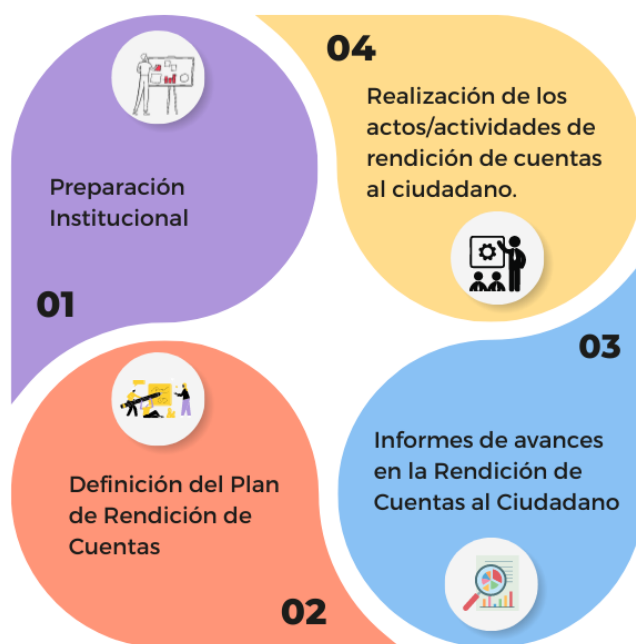 Preparación
Institucional
01
Definición del Plan
de Rendición de
Cuentas
02
03
Informes de avances
en la Rendición de
Cuentas al Ciudadano
04
Realización de los
actos/actividades de
rendición de cuentas
al ciudadano.